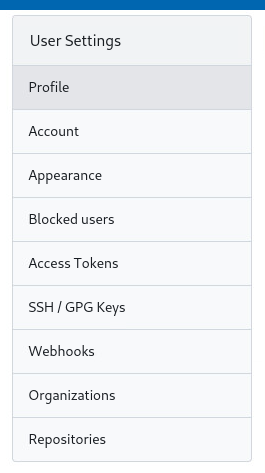 User Settings
Profile
Account
Appearance
Blocked users
Access Tokens
SSH / GPG Keys
Webhooks
Organizations
Repositories